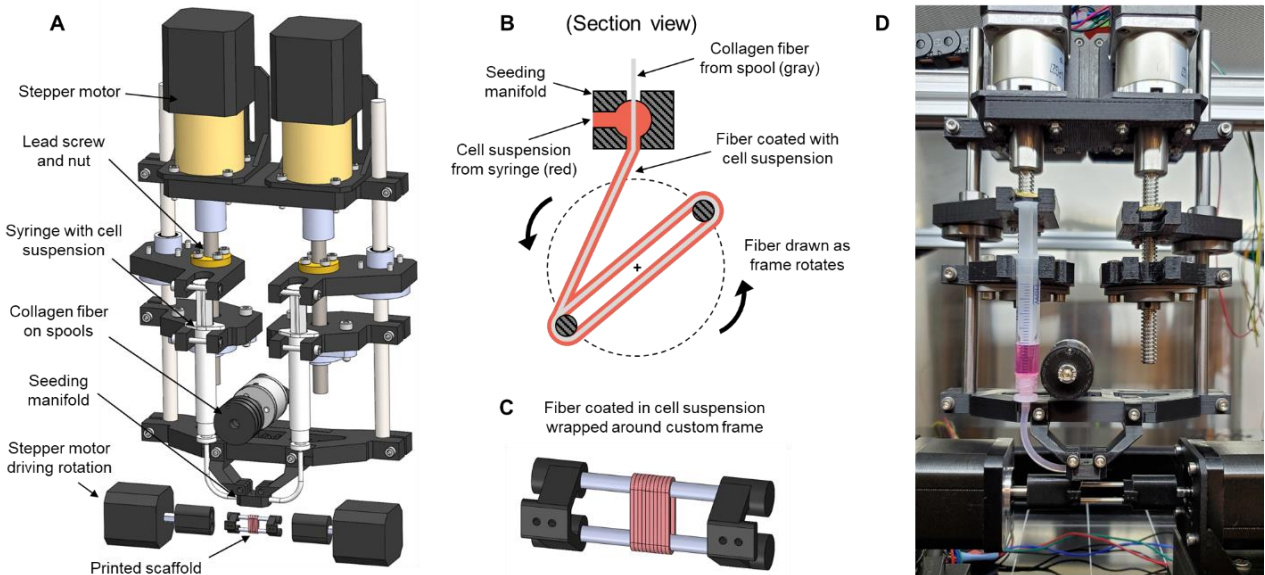 A
Stepper motor
Lead screw
and nut
Syringe with cell
suspension
Collagen fiber
on spools
Seeding
manifold
Stepper motor
driving rotation
Printed scaffold
B
(Section view)
Collagen fiber
from spool (gray)
Seeding
manifold
Cell suspension
from syringe (red)
Fiber coated with
cell suspension
Fiber drawn as
frame rotates
+
C
Fiber coated in cell suspension
wrapped around custom frame
D